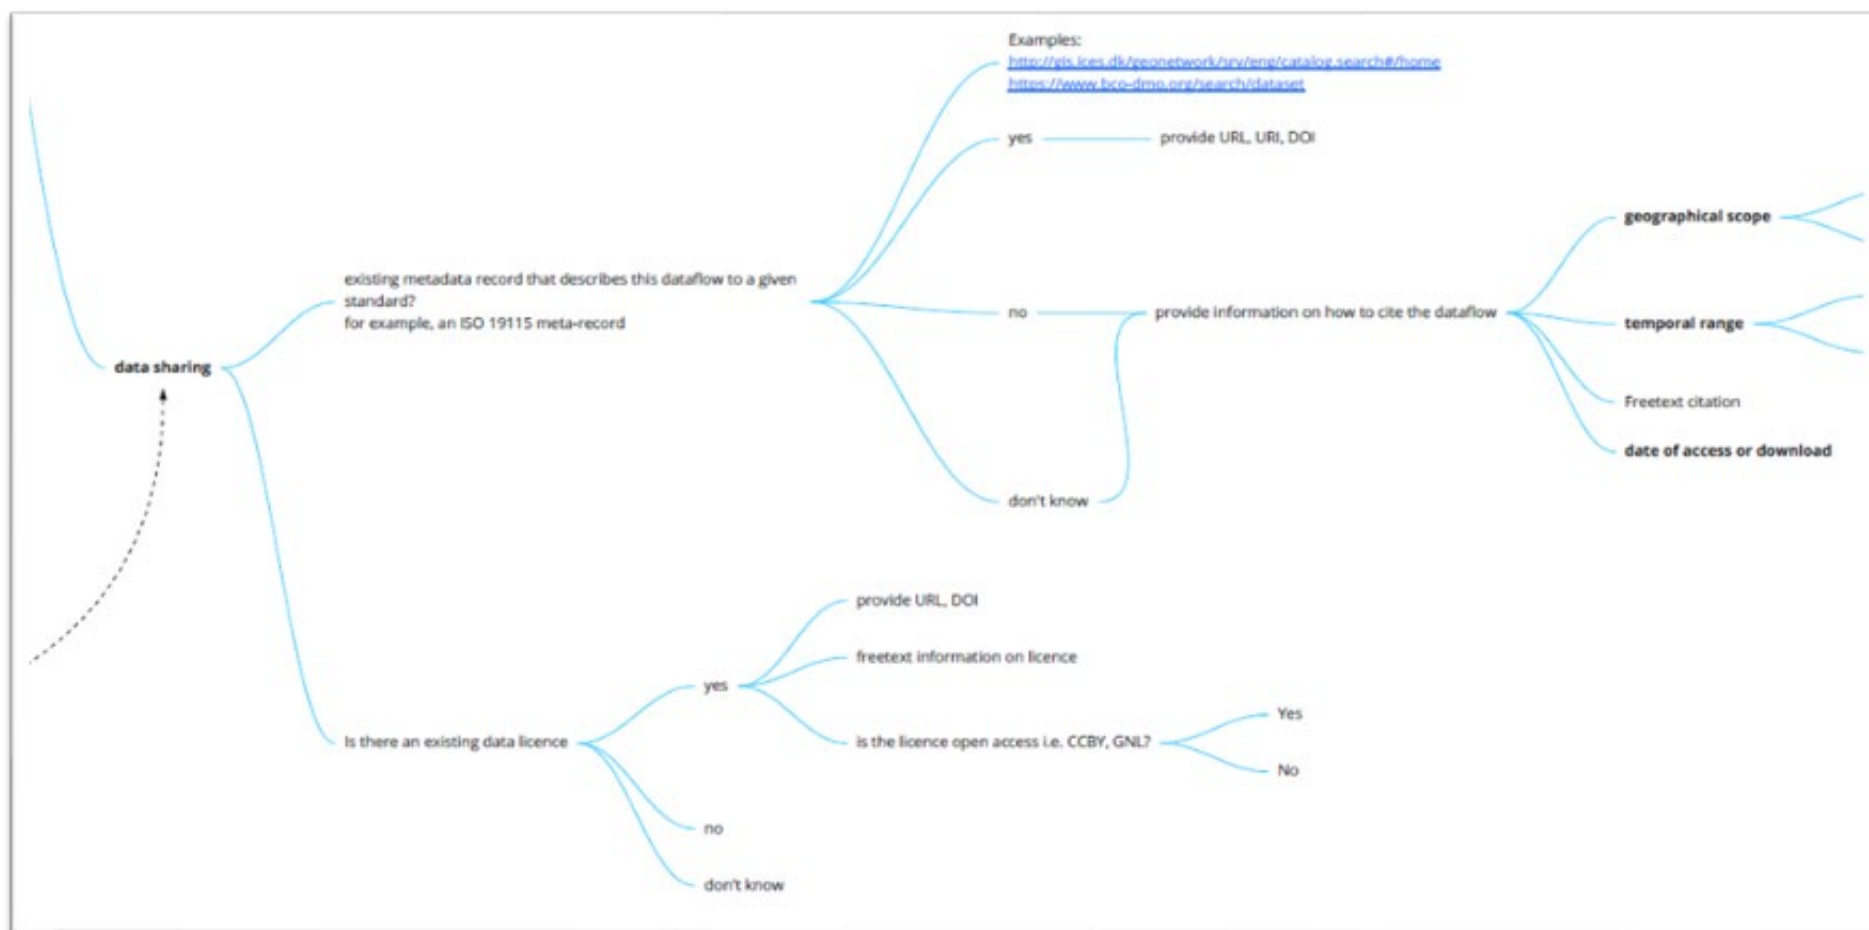 Examples:
http://gis.ices.dk/geonetwork/srv/eng/catalog.search#/home
https://www.bco-dmo.org/search/dataset
yes
provide URL, URI, DOI
geographical scope
existing metadata record that describes this dataflow to a given
standard?
for example, an ISO 19115 meta-record
no
provide information on how to cite the dataflow
temporal range
data sharing
Freetext citation
date of access or download
don't know
provide URL, DOI
freetext information on licence
yes
Is there an existing data licence
is the licence open access i.e. CCBY, GNL?
Yes
No
no
don't know